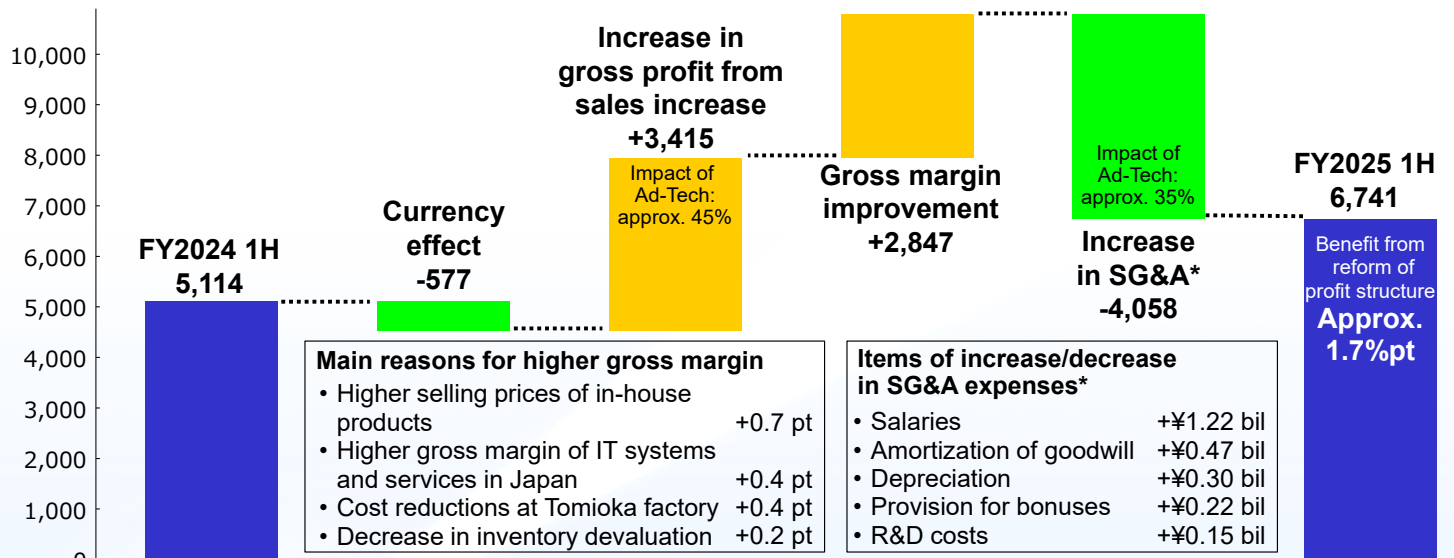 10,000
9,000
8,000
7,000
6,000
5,000
4,000
3,000
2,000
1,000
0
FY2024 1H
5,114
Currency
effect
-577
Increase in
gross profit from
sales increase
+3,415
Impact of
Ad-Tech:
approx. 45%
Gross margin
improvement
+2,847
Impact of
Ad-Tech:
approx. 35%
Increase
in SG&A*
-4,058
FY2025 1H
6,741
Benefit from
reform of
profit structure
Approx.
1.7%pt
Main reasons for higher gross margin
• Higher selling prices of in-house
products +0.7 pt
• Higher gross margin of IT systems
and services in Japan +0.4 pt
• Cost reductions at Tomioka factory +0.4 pt
• Decrease in inventory devaluation +0.2 pt
Items of increase/decrease
in SG&A expenses*
• Salaries +¥1.22 bil
• Amortization of goodwill +¥0.47 bil
• Depreciation +¥0.30 bil
• Provision for bonuses +¥0.22 bil
• R&D costs +¥0.15 bil